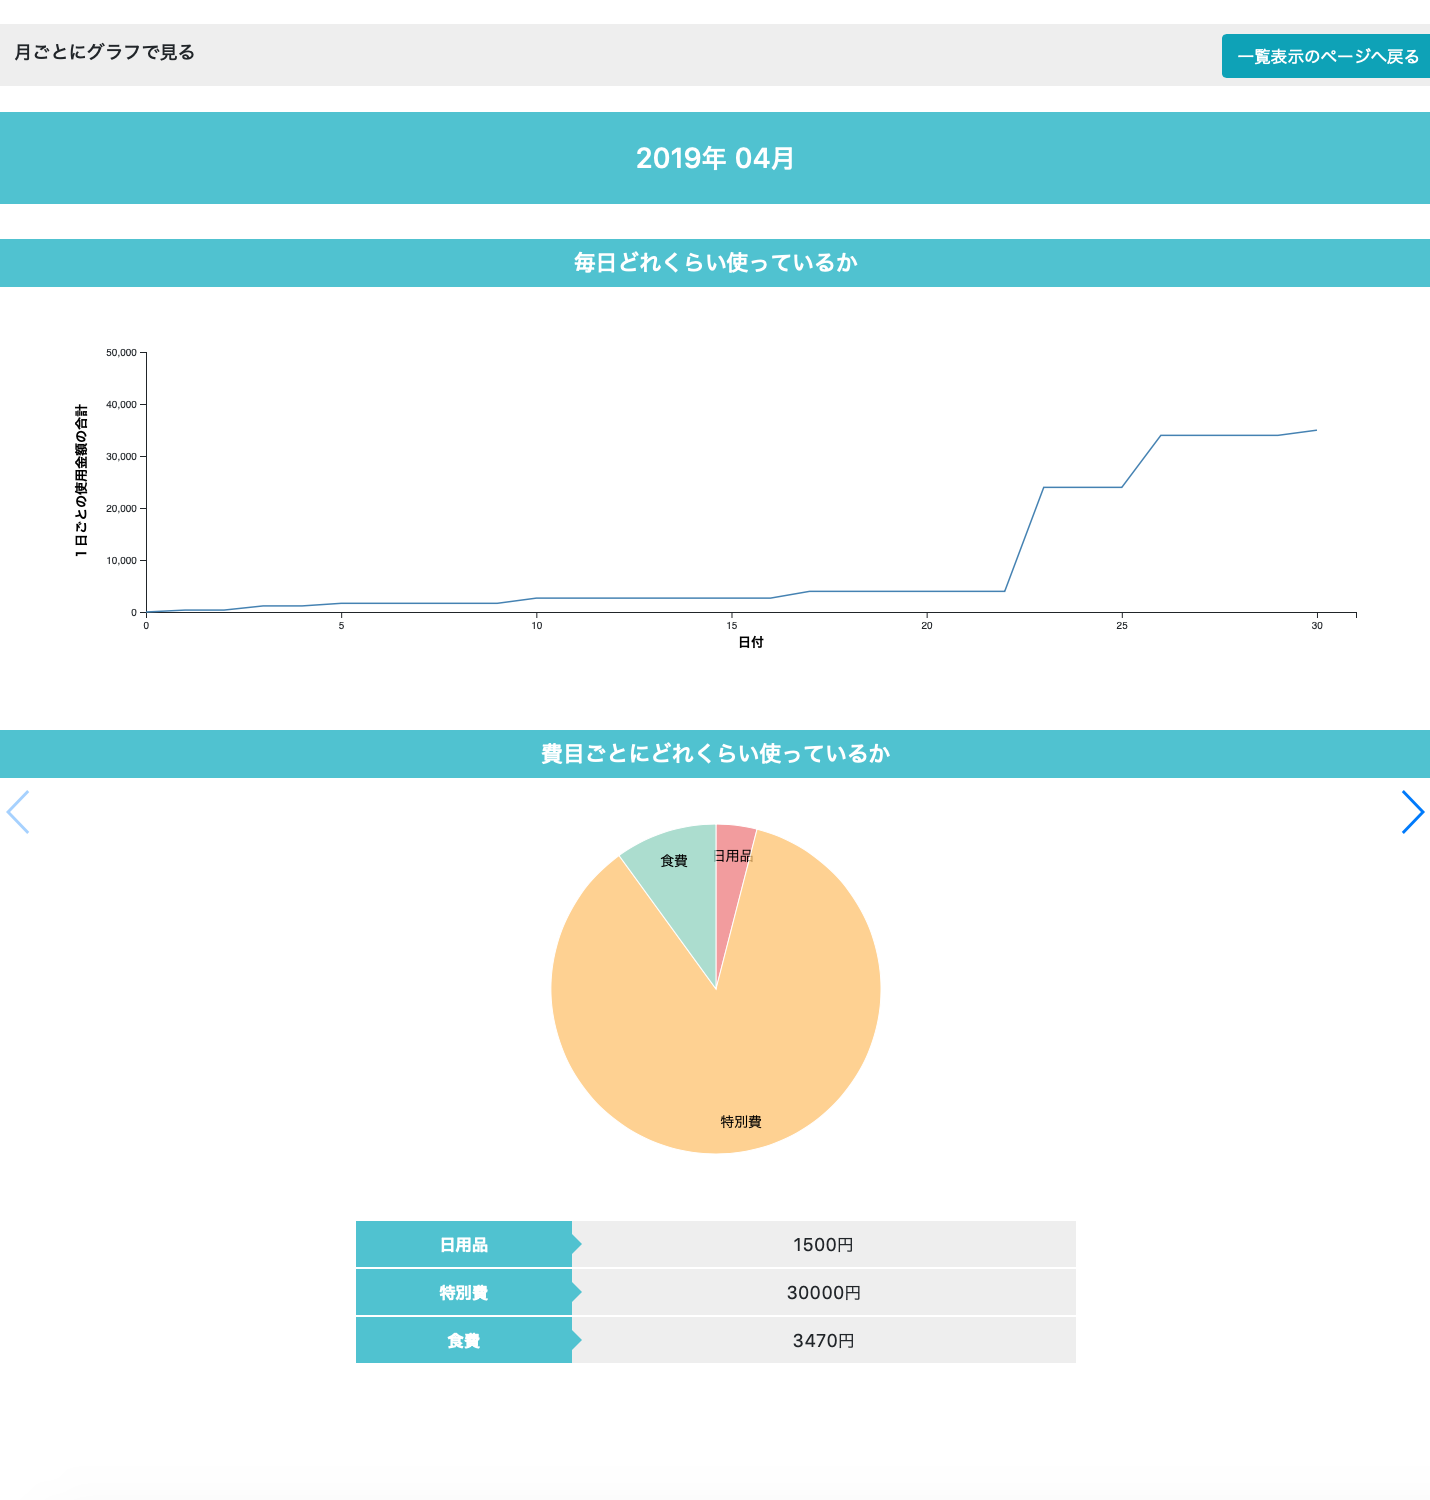 月ごとにグラフで見る
一覧表示のページへ戻る
2019年 04月
毎日どれくらい使っているか
50,000
40,000
30,000
20,000
10,000
0
1日ごとの使用金額の合計
0 5 10 15 20 25 30
日付
費目ごとにどれくらい使っているか
食費 日用品
特別費
日用品 1500円
特別費 30000円
食費 3470円